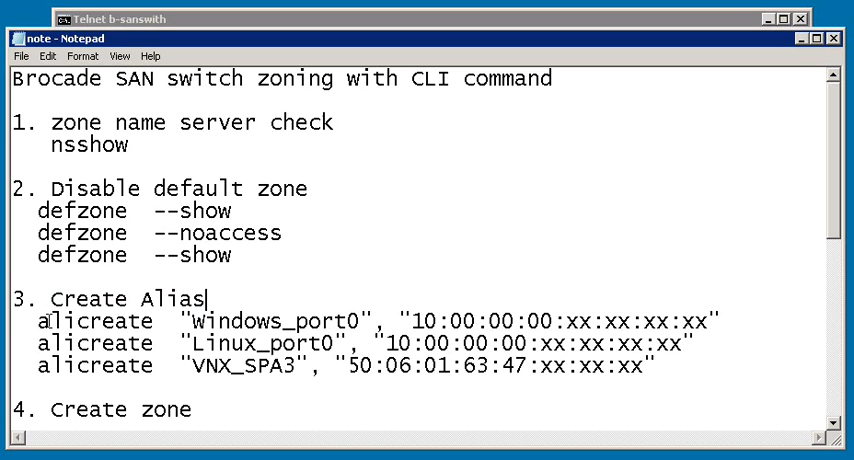 Telnet b-sanswith
note - Notepad
File Edit Format View Help
Brocade SAN switch zoning with CLI command
1. zone name server check
nsshow
2. Disable default zone
defzone --show
defzone --noaccess
defzone --show
3. Create Alias
alicreate "Windows_port0", "10:00:00:00:xx:xx:xx:xx"
alicreate "Linux_port0", "10:00:00:00:xx:xx:xx:xx"
alicreate "VNX_SPA3", "50:06:01:63:47:xx:xx:xx"
4. Create zone